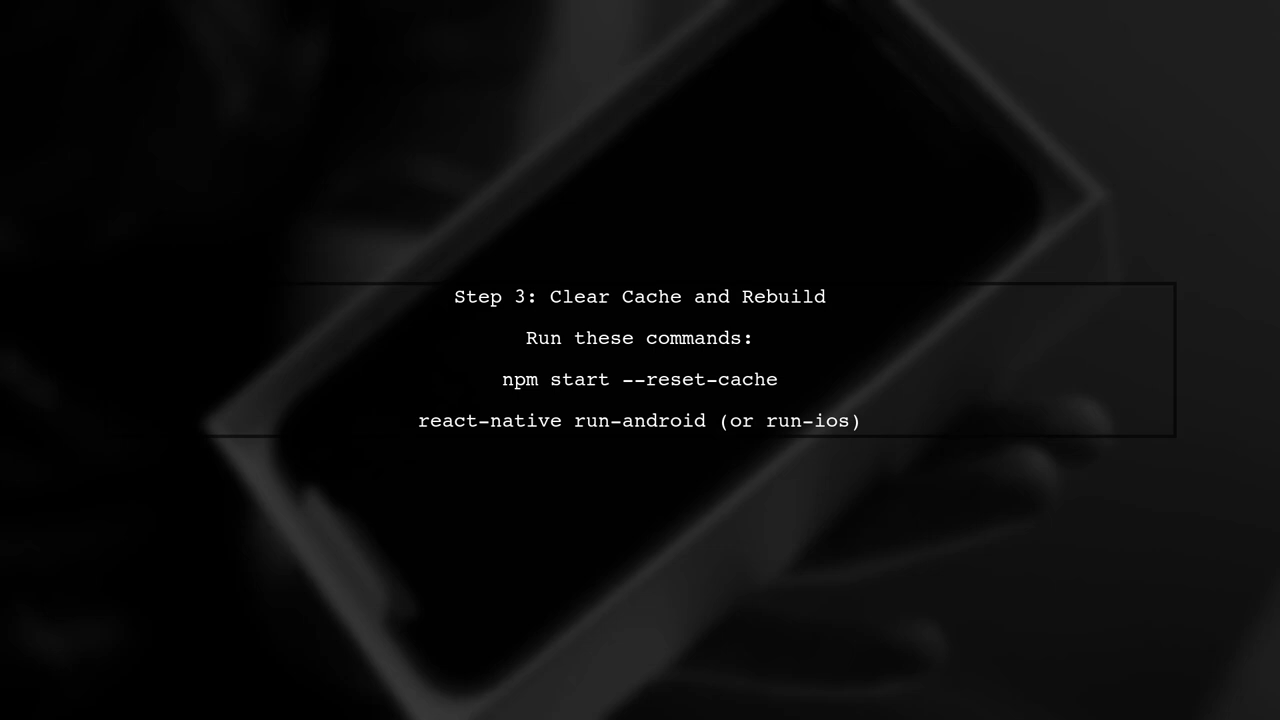 Step 3: Clear Cache and Rebuild
Run these commands:
npm start --reset-cache
react-native run-android (or run-ios)